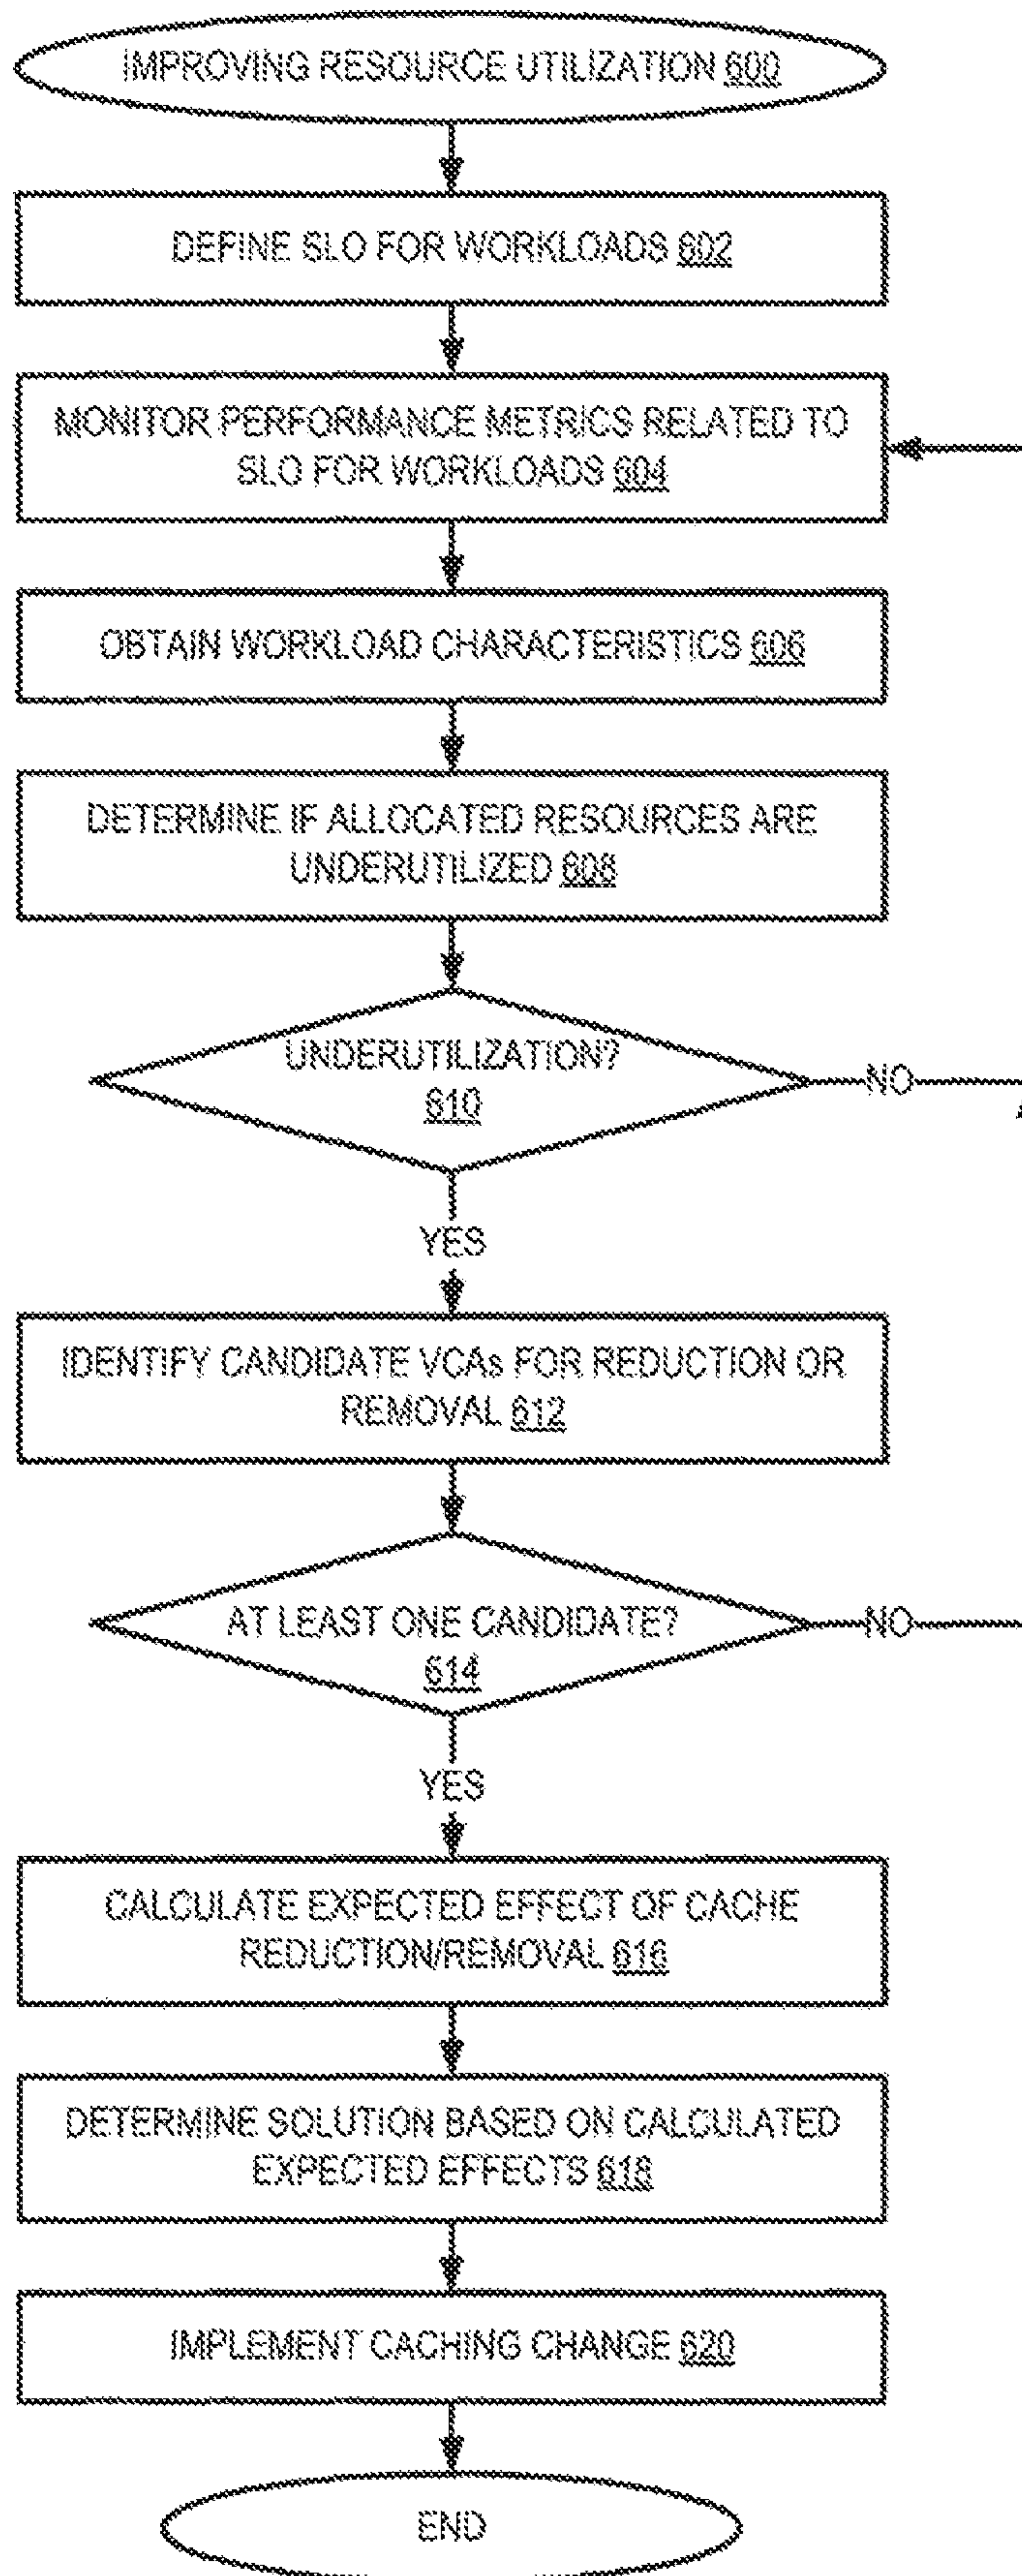 IMPROVING RESOURCE UTILIZATION 600
DEFINE SLO FOR WORKLOADS 602
MONITOR PERFORMANCE METRICS RELATED TO
SLO FOR WORKLOADS 604
OBTAIN WORKLOAD CHARACTERISTICS 606
DETERMINE IF ALLOCATED RESOURCES ARE
UNDERUTILIZED 608
UNDERUTILIZATION?
610
NO
YES
IDENTIFY CANDIDATE VCAs FOR REDUCTION OR
REMOVAL 612
AT LEAST ONE CANDIDATE?
614
NO
YES
CALCULATE EXPECTED EFFECT OF CACHE
REDUCTION/REMOVAL 616
DETERMINE SOLUTION BASED ON CALCULATED
EXPECTED EFFECTS 618
IMPLEMENT CACHING CHANGE 620
END